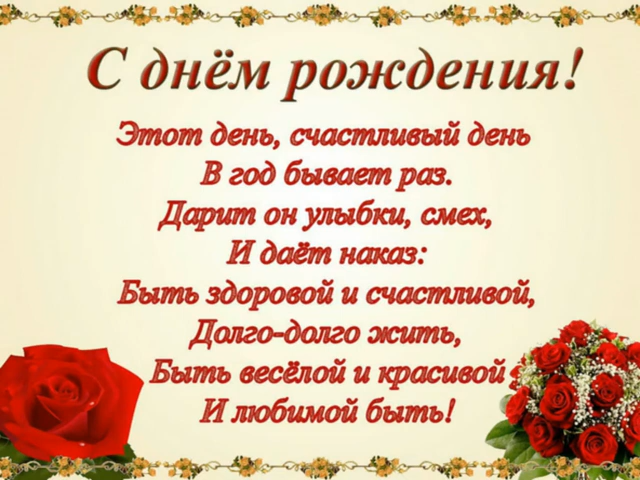 С днём рождения!
Этот день, счастливый день
В год бывает раз.
Дарит он улыбки, смех,
И даёт наказ:
Быть здоровой и счастливой,
Долго-долго жить,
Быть весёлой и красивой
И любимой быть!